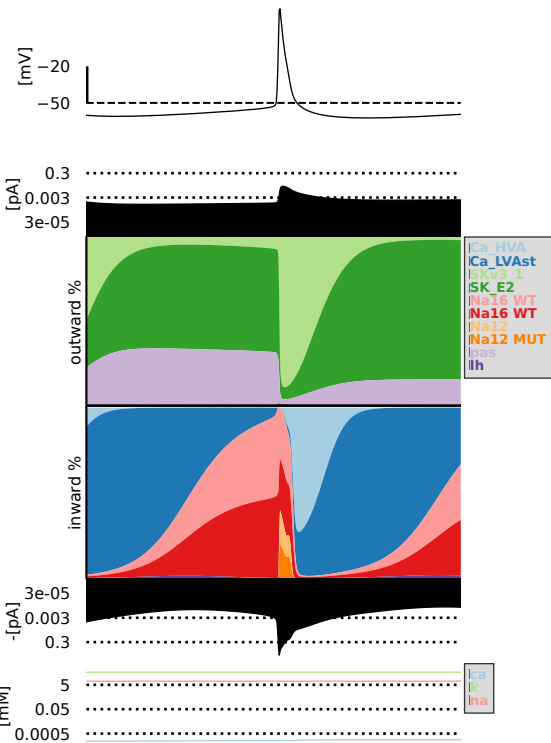 [mV]
−20
−50
[pA]
0.3
0.003
3e-05
outward %
Ca_HVA
Ca_LVAst
SKv3_1
SK_E2
Na16 WT
Na16 WT
Na12
Na12 MUT
pas
Ih
inward %
-[pA]
3e-05
0.003
0.3
ca
k
na
[mM]
5
0.05
0.0005